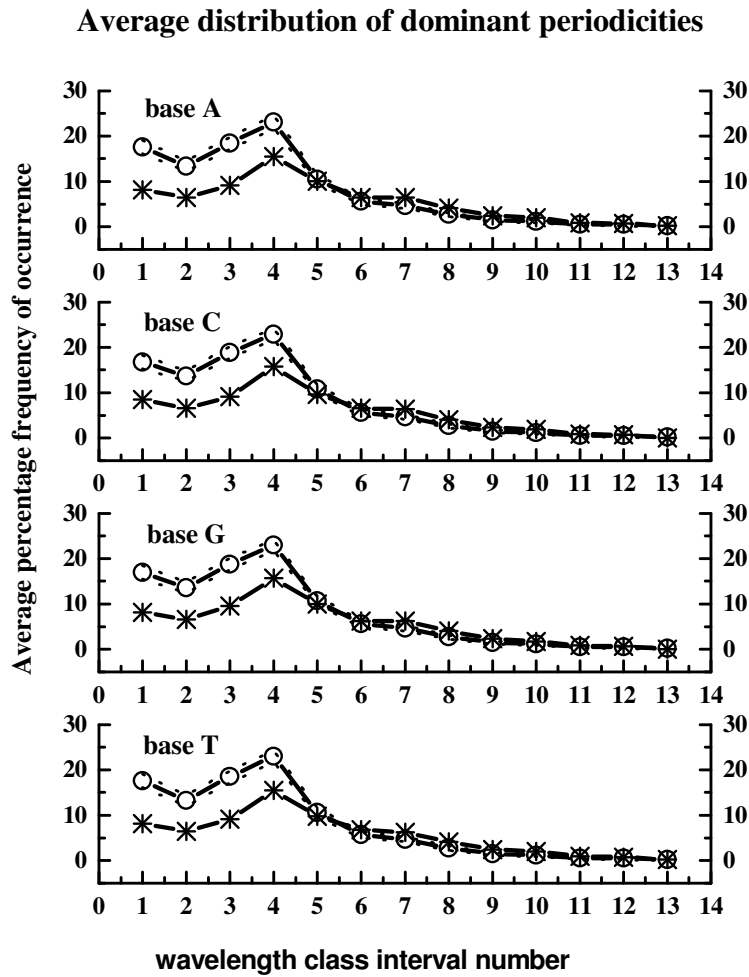 Average distribution of dominant periodicities
Average percentage frequency of occurrence
base A
30 30
20 20
10 10
0 0
0 1 2 3 4 5 6 7 8 9 10 11 12 13 14
base C
30 30
20 20
10 10
0 0
0 1 2 3 4 5 6 7 8 9 10 11 12 13 14
base G
30 30
20 20
10 10
0 0
0 1 2 3 4 5 6 7 8 9 10 11 12 13 14
base T
30 30
20 20
10 10
0 0
0 1 2 3 4 5 6 7 8 9 10 11 12 13 14
wavelength class interval number